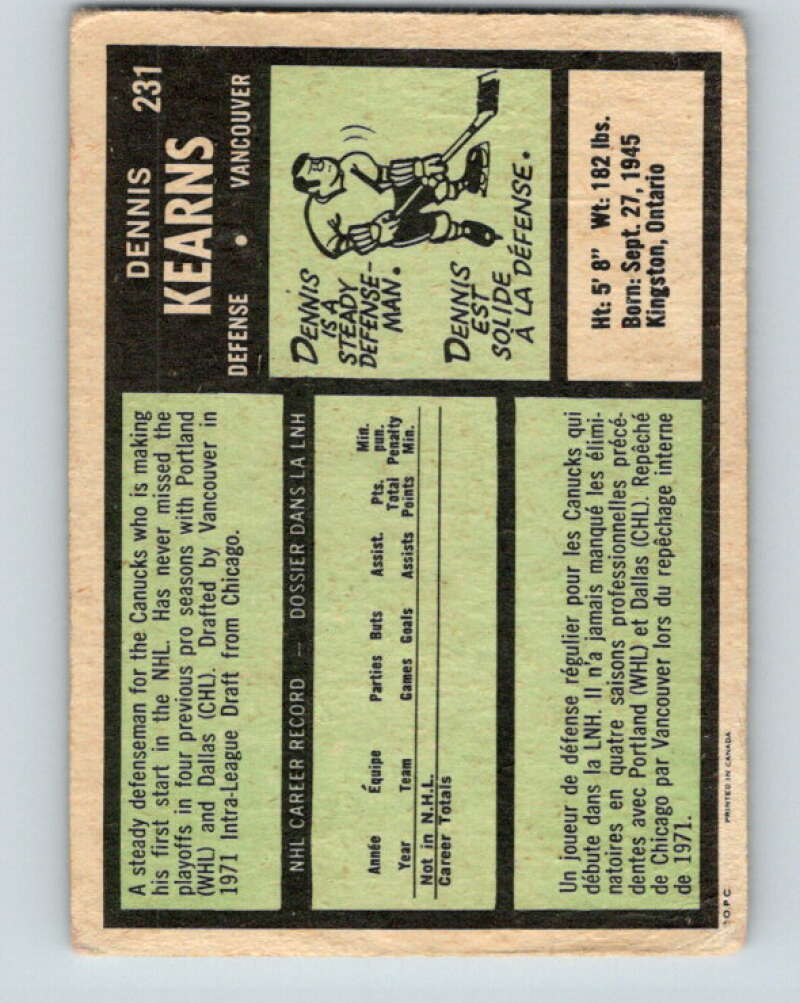 DENNIS 231
KEARNS
DEFENSE • VANCOUVER
A steady defenseman for the Canucks who is making
his first start in the NHL. Has never missed the
playoffs in four previous pro seasons with Portland
(WHL) and Dallas (CHL). Drafted by Vancouver in
1971 Intra-League Draft from Chicago.
DENNIS
IS A
STEADY
DEFENSE-
MAN.
DENNIS
EST
SOLIDE
À LA DÉFENSE.
NHL CAREER RECORD — DOSSIER DANS LA LNH
Min.
Pts. pun.
Année Équipe Parties Buts Assist. Total Penalty
Year Team Games Goals Assists Points Min.
Not in N.H.L.
Career Totals
Ht: 5' 8" Wt: 182 lbs.
Born: Sept. 27, 1945
Kingston, Ontario
Un joueur de défense régulier pour les Canucks qui
débute dans la LNH. Il n'a jamais manqué les élimi-
natoires en quatre saisons professionnelles précé-
dentes avec Portland (WHL) et Dallas (CHL). Repêché
de Chicago par Vancouver lors du repêchage interne
de 1971.
O.P.C. PRINTED IN CANADA